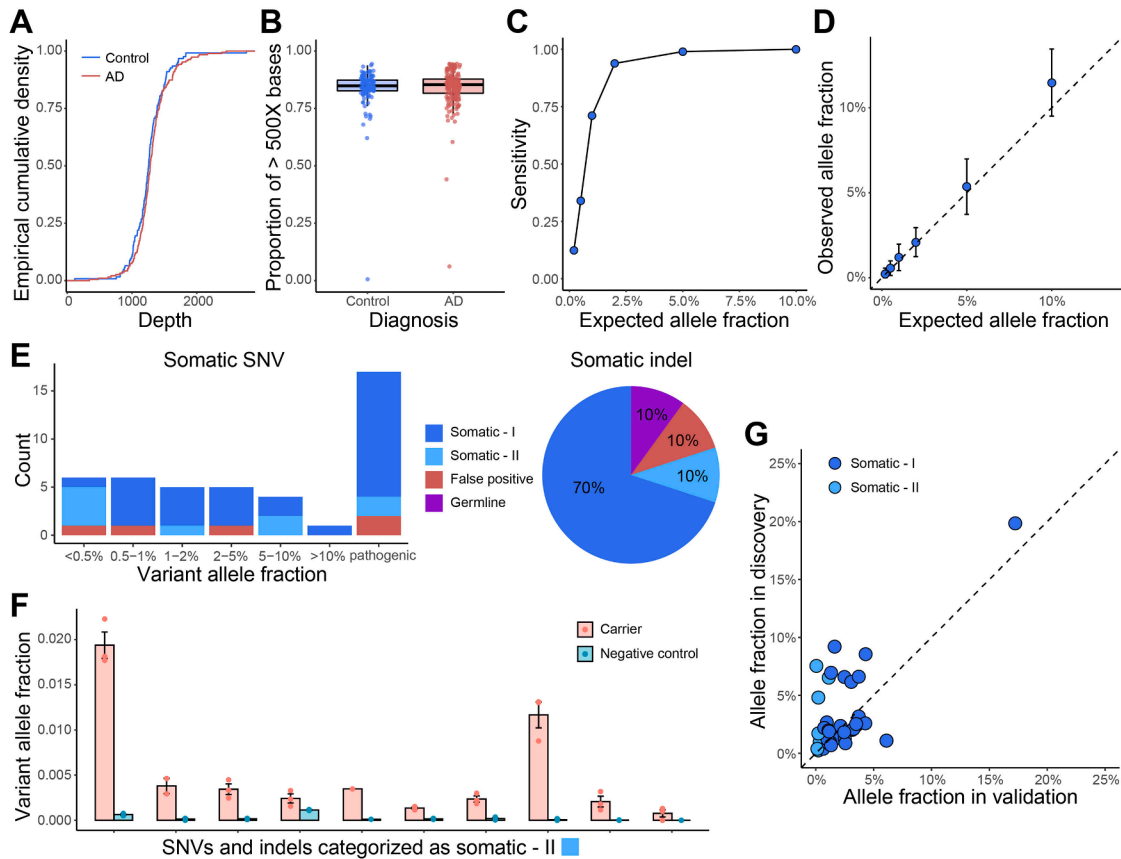 A
Empirical cumulative density
1.00
0.75
0.50
0.25
0.00
Control
AD
0
1000
2000
Depth
B
Proportion of > 500X bases
1.00
0.75
0.50
0.25
0.00
Control
AD
Diagnosis
C
Sensitivity
1.00
0.75
0.50
0.25
0.00
0.0%
2.5%
5.0%
7.5%
10.0%
Expected allele fraction
D
Observed allele fraction
10%
5%
0%
0%
5%
10%
Expected allele fraction
E
Somatic SNV
Count
15
10
5
0
<0.5%
0.5−1%
1−2%
2−5%
5−10%
>10%
pathogenic
Variant allele fraction
Somatic - I
Somatic - II
False positive
Germline
Somatic indel
10%
10%
10%
70%
F
Variant allele fraction
0.020
0.015
0.010
0.005
0.000
Carrier
Negative control
SNVs and indels categorized as somatic - II
G
Allele fraction in discovery
25%
20%
15%
10%
5%
0%
Somatic - I
Somatic - II
0%
5%
10%
15%
20%
25%
Allele fraction in validation